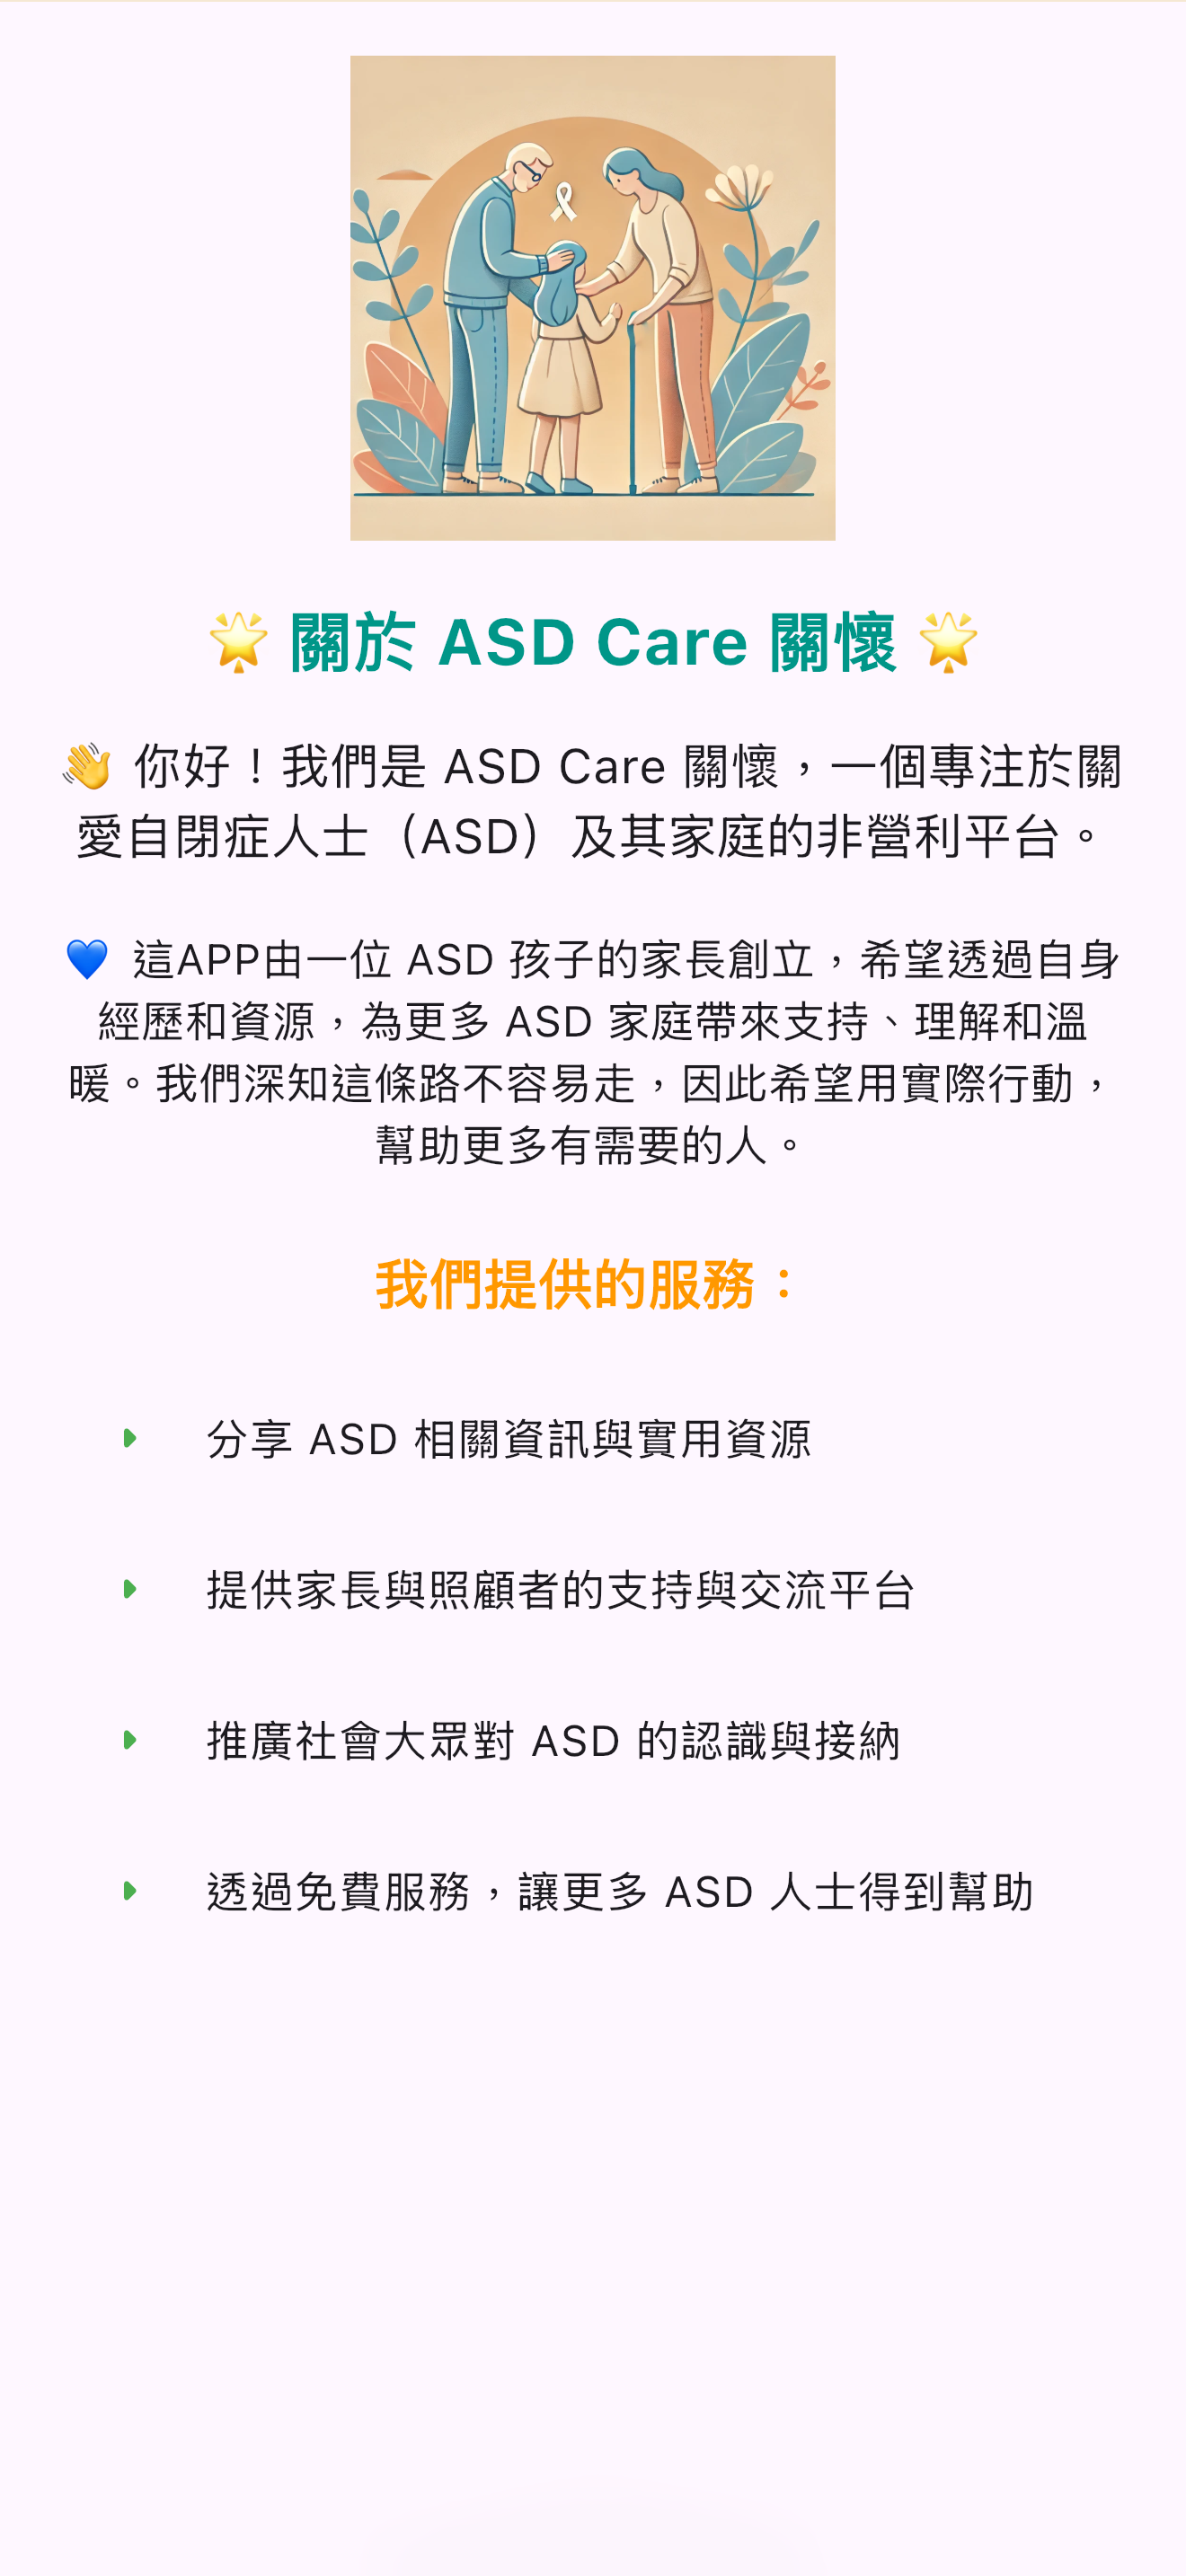 🌟 關於 ASD Care 關懷 🌟
👋 你好！我們是 ASD Care 關懷，一個專注於關
愛自閉症人士（ASD）及其家庭的非營利平台。
💙 這APP由一位 ASD 孩子的家長創立，希望透過自身
經歷和資源，為更多 ASD 家庭帶來支持、理解和溫
暖。我們深知這條路不容易走，因此希望用實際行動，
幫助更多有需要的人。
我們提供的服務：
分享 ASD 相關資訊與實用資源
提供家長與照顧者的支持與交流平台
推廣社會大眾對 ASD 的認識與接納
透過免費服務，讓更多 ASD 人士得到幫助